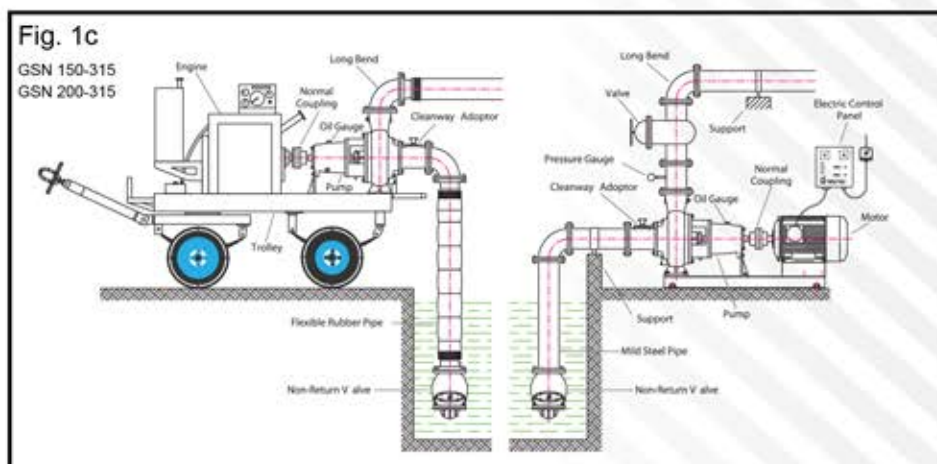 Fig. 1c
GSN 150-315
GSN 200-315
Engine
Normal
Coupling
Oil Gauge
Long Bend
Cleanway Adoptor
Pump
Trolley
Flexible Rubber Pipe
Non-Return V alve
Long Bend
Valve
Support
Electric Control
Panel
Pressure Gauge
Normal
Coupling
Cleanway Adoptor
Oil Gauge
Motor
Support
Pump
Mild Steel Pipe
Non-Return V alve